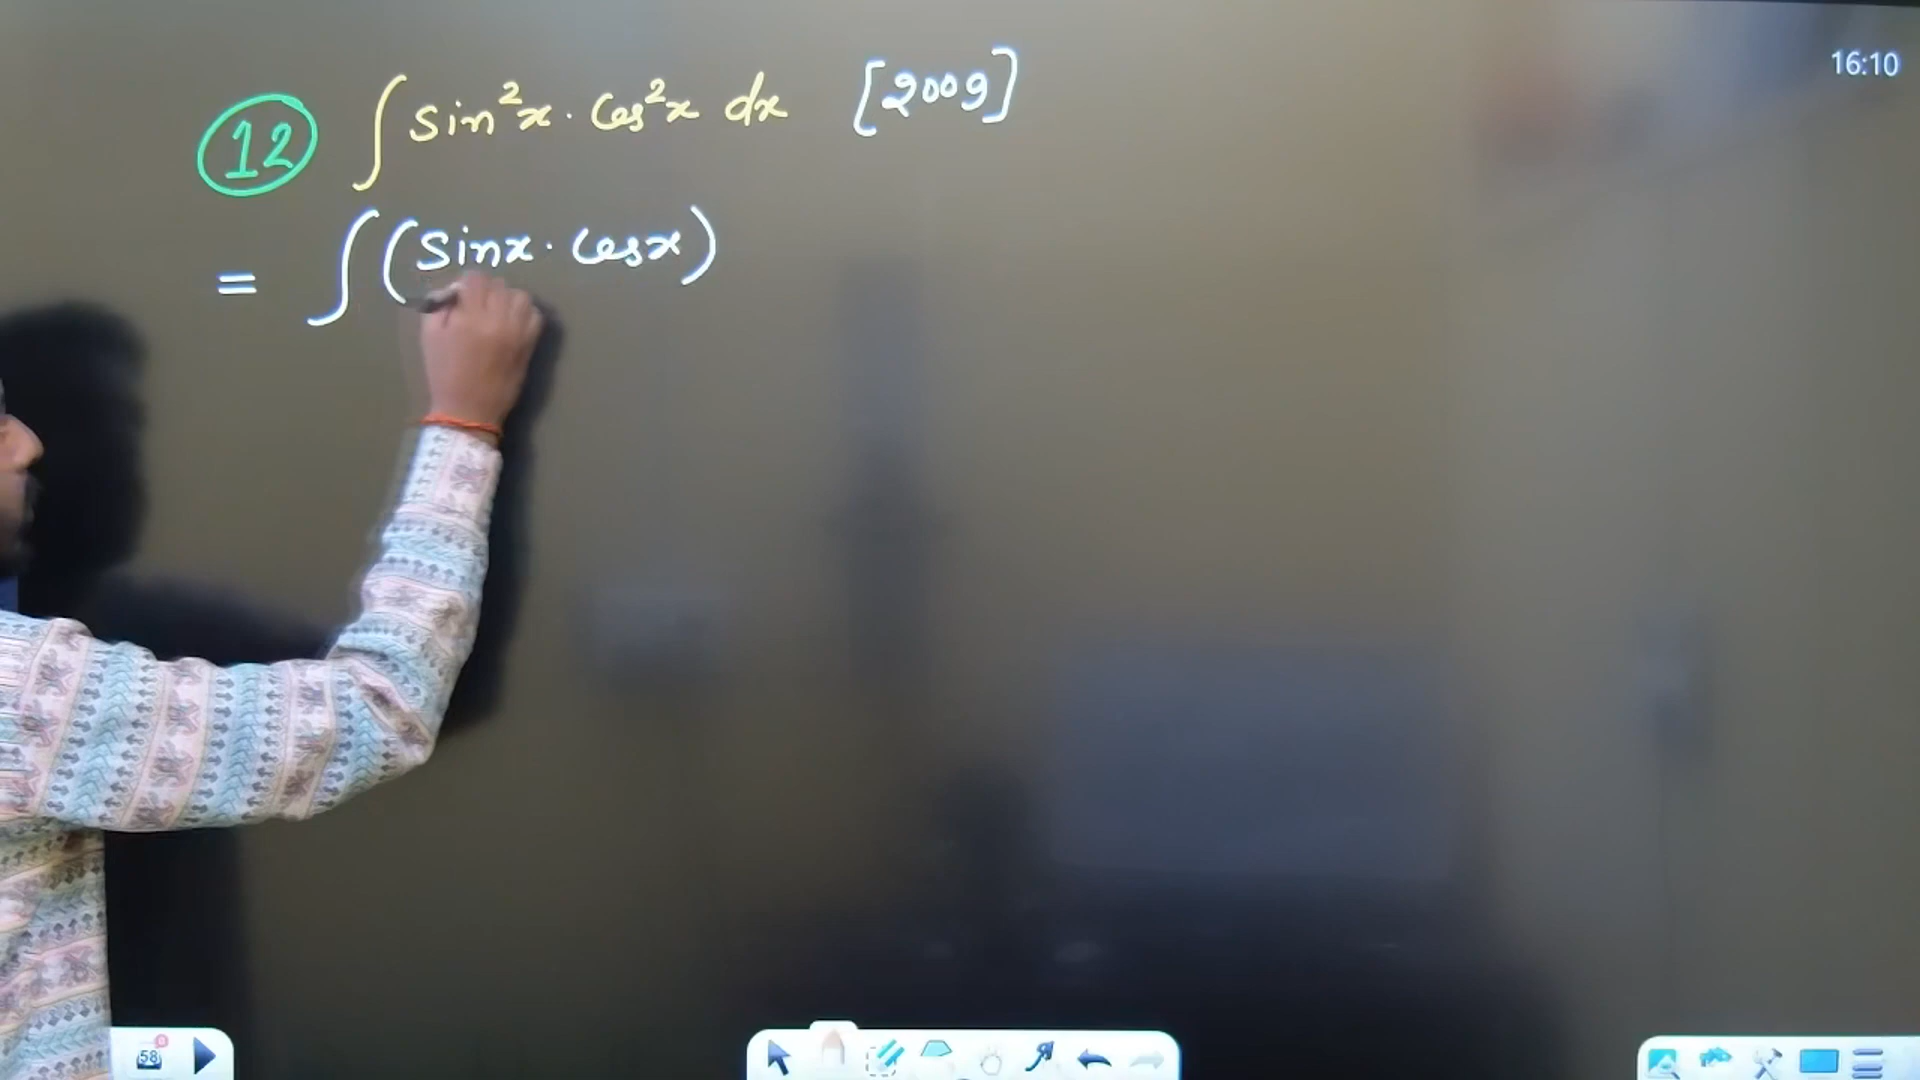 16:10
12 ∫ sin²x · cos²x dx [2009]
= ∫ (sinx · cosx)
58